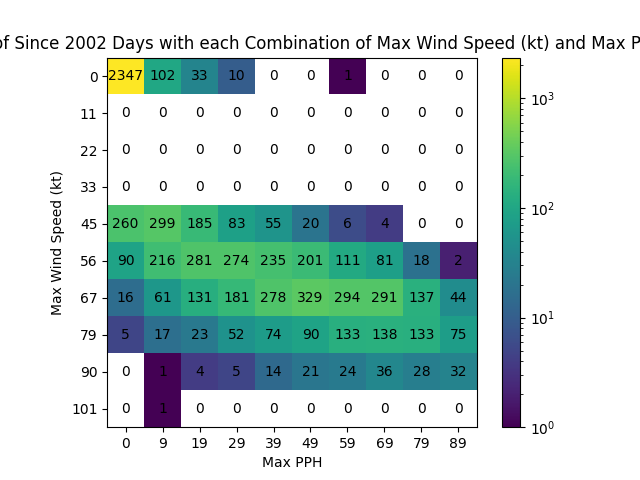 of Since 2002 Days with each Combination of Max Wind Speed (kt) and Max P
Max Wind Speed (kt)
0 2347 102 33 10 0 0 1 0 0 0
11 0 0 0 0 0 0 0 0 0 0
22 0 0 0 0 0 0 0 0 0 0
33 0 0 0 0 0 0 0 0 0 0
45 260 299 185 83 55 20 6 4 0 0
56 90 216 281 274 235 201 111 81 18 2
67 16 61 131 181 278 329 294 291 137 44
79 5 17 23 52 74 90 133 138 133 75
90 0 1 4 5 14 21 24 36 28 32
101 0 1 0 0 0 0 0 0 0 0
0 9 19 29 39 49 59 69 79 89
Max PPH
10³
10²
10¹
10⁰